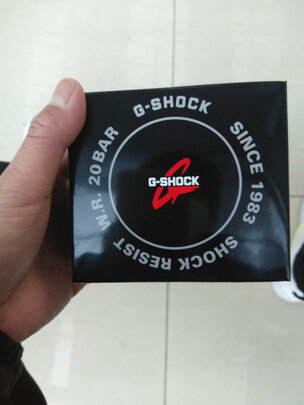 G-SHOCK
SINCE 1983
SHOCK RESIST
W.R. 20BAR
G-SHOCK